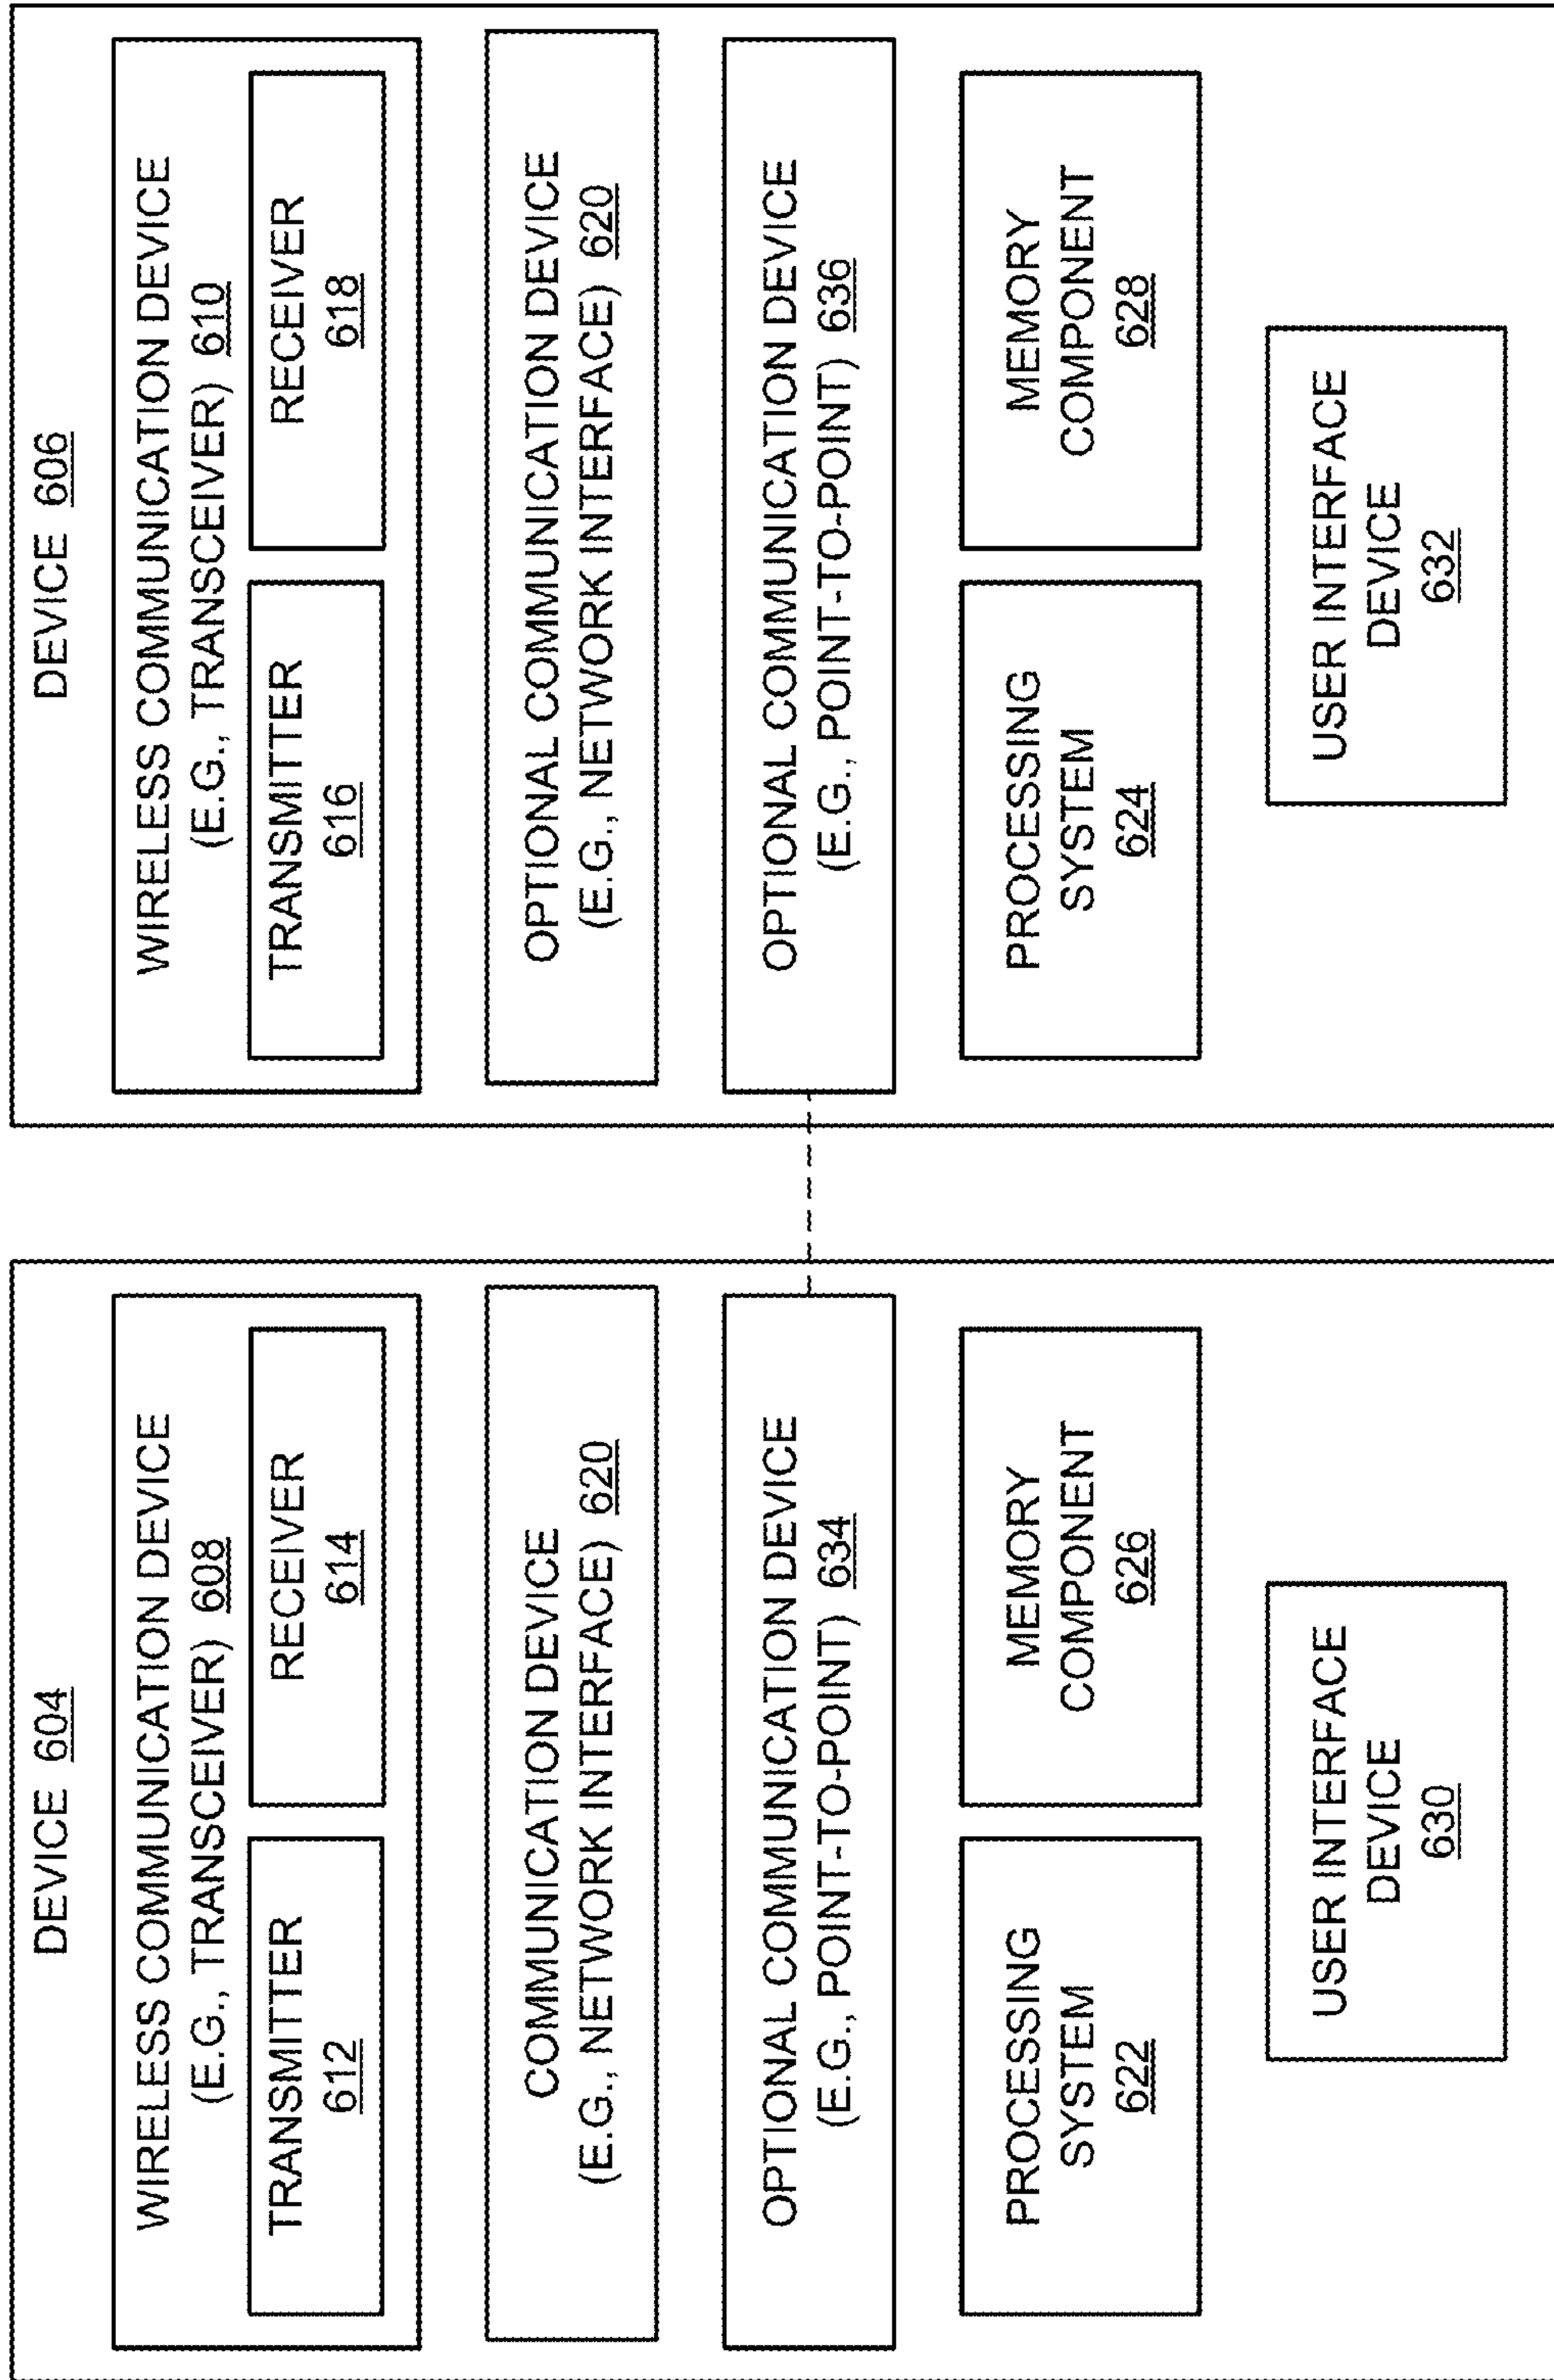 DEVICE 604
WIRELESS COMMUNICATION DEVICE
(E.G., TRANSCEIVER) 608
TRANSMITTER
612
RECEIVER
614
COMMUNICATION DEVICE
(E.G., NETWORK INTERFACE) 620
OPTIONAL COMMUNICATION DEVICE
(E.G., POINT-TO-POINT) 634
PROCESSING
SYSTEM
622
MEMORY
COMPONENT
626
USER INTERFACE
DEVICE
630
DEVICE 606
WIRELESS COMMUNICATION DEVICE
(E.G., TRANSCEIVER) 610
TRANSMITTER
616
RECEIVER
618
OPTIONAL COMMUNICATION DEVICE
(E.G., NETWORK INTERFACE) 620
OPTIONAL COMMUNICATION DEVICE
(E.G., POINT-TO-POINT) 636
PROCESSING
SYSTEM
624
MEMORY
COMPONENT
628
USER INTERFACE
DEVICE
632